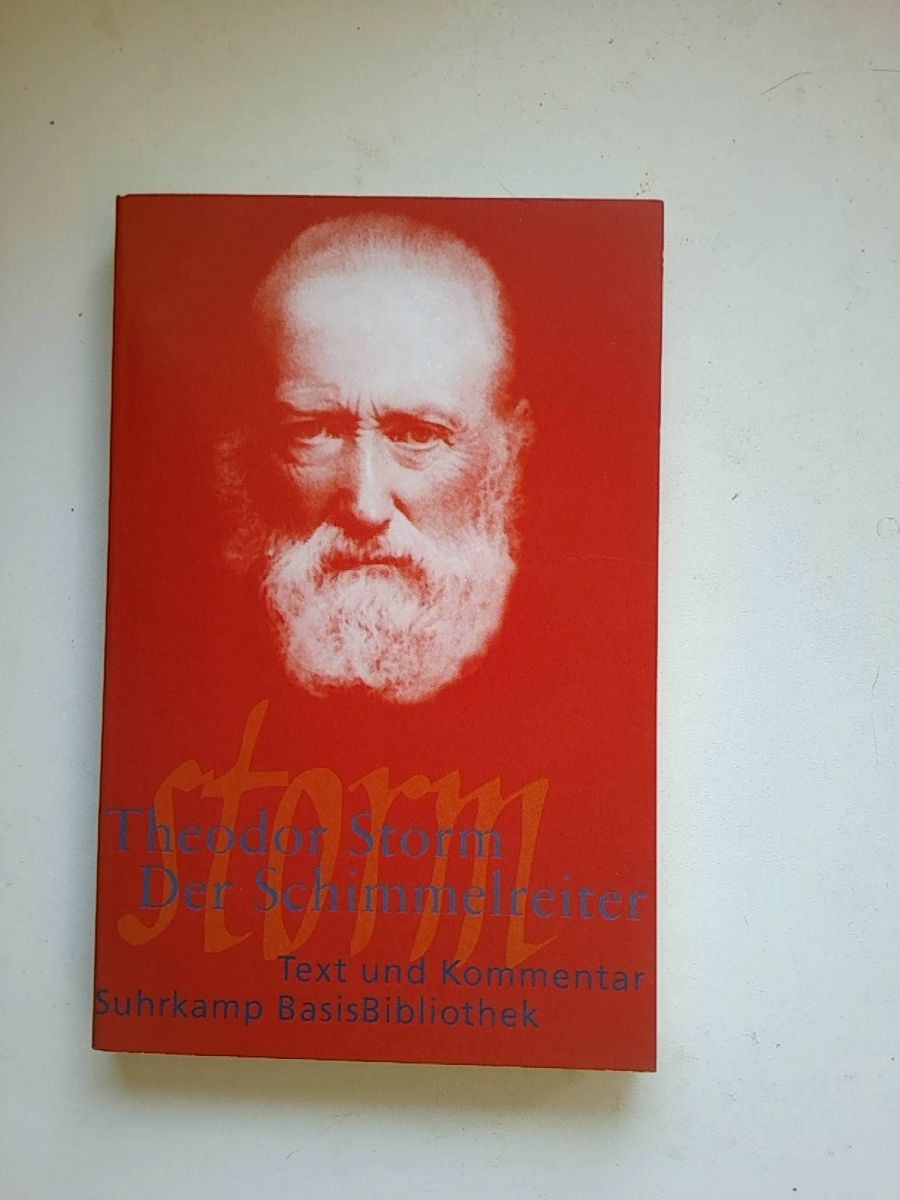 storm
Theodor Storm
Der Schimmelreiter
Text und Kommentar
Suhrkamp BasisBibliothek